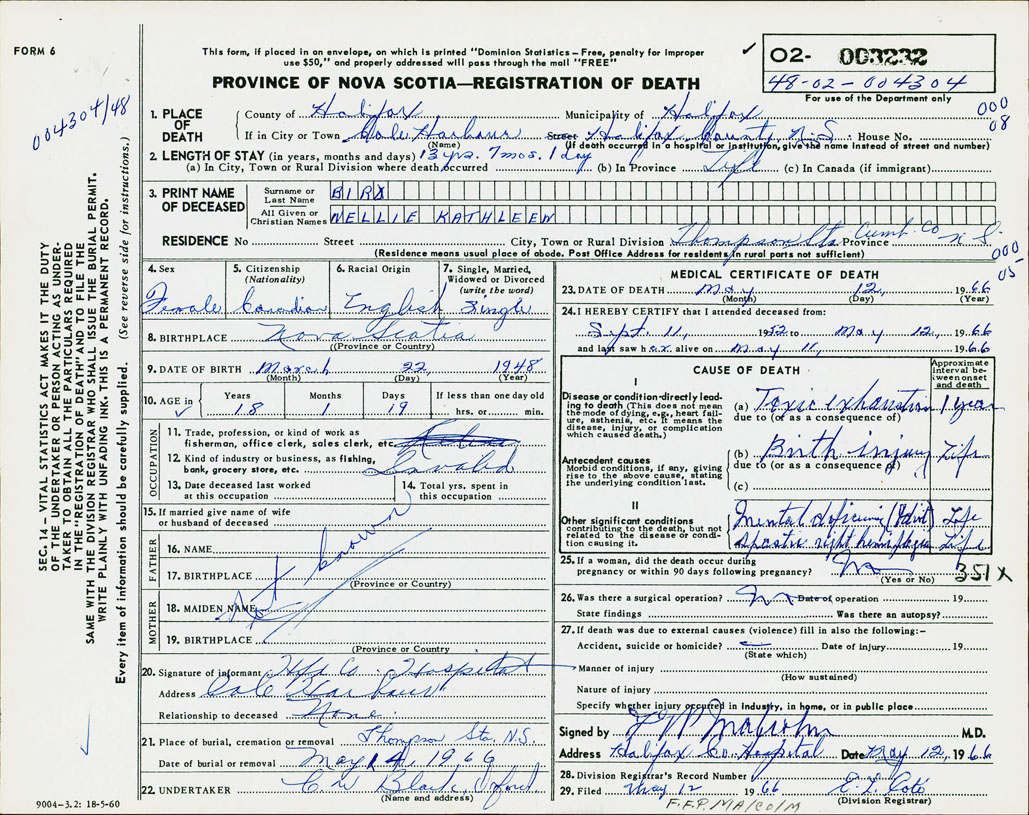 FORM 6
This form, if placed in an envelope, on which is printed "Dominion Statistics – Free, penalty for improper
use $50," and properly addressed will pass through the mail "FREE"
✓
02- 003232
48-02-004304
For use of the Department only
PROVINCE OF NOVA SCOTIA—REGISTRATION OF DEATH
004304/48
000
08
1. PLACE OF DEATH
County of Halifax Municipality of Halifax
If in City or Town Cole Harbour Street Halifax County N.S. House No.
(Name) (If death occurred in a hospital or institution, give the name instead of street and number)
2. LENGTH OF STAY (in years, months and days) 13 yrs. 7 mos. 1 day
(a) In City, Town or Rural Division where death occurred (b) In Province Life (c) In Canada (if immigrant)
3. PRINT NAME OF DECEASED
Surname or Last Name BIRD
All Given or Christian Names NELLIE KATHLEEN
RESIDENCE No Street City, Town or Rural Division Thompson Sta Cumb. Co Province N S.
(Residence means usual place of abode. Post Office Address for residents in rural parts not sufficient)
000
05-
4. Sex Female
5. Citizenship (Nationality) Canadian
6. Racial Origin English
7. Single, Married, Widowed or Divorced (write the word) Single
8. BIRTHPLACE Nova Scotia
(Province or Country)
9. DATE OF BIRTH March 22, 1948
(Month) (Day) (Year)
10. AGE in ✓ Years 18 Months 1 Days 19 If less than one day old hrs. or min.
OCCUPATION
11. Trade, profession, or kind of work as fisherman, office clerk, sales clerk, etc.
12. Kind of industry or business, as fishing, bank, grocery store, etc. Invalid
13. Date deceased last worked at this occupation
14. Total yrs. spent in this occupation
15. If married give name of wife or husband of deceased
FATHER
16. NAME
17. BIRTHPLACE
(Province or Country)
MOTHER
18. MAIDEN NAME
19. BIRTHPLACE
(Province or Country)
Not known
20. Signature of informant Hfx Co Hospital
Address Cole Harbour
Relationship to deceased None.
21. Place of burial, cremation or removal Thompson Sta. N.S.
Date of burial or removal May 14, 1966
22. UNDERTAKER C W Black, Oxford.
(Name and address)
9004-3.2: 18-5-60
MEDICAL CERTIFICATE OF DEATH
23. DATE OF DEATH May 12, 1966
(Month) (Day) (Year)
24. I HEREBY CERTIFY that I attended deceased from:
Sept. 11, 1952 to May 12, 1966
and last saw her alive on May 11, 1966
CAUSE OF DEATH
Approximate interval between onset and death
I
Disease or condition directly leading to death (This does not mean the mode of dying, e.g., heart failure, asthenia, etc. It means the disease, injury, or complication which caused death.)
(a) Toxic exhaustion 1 year
due to (or as a consequence of)
Antecedent causes
Morbid conditions, if any, giving rise to the above cause, stating the underlying condition last.
(b) Birth injury Life
due to (or as a consequence of)
(c)
II
Other significant conditions contributing to the death, but not related to the disease or condition causing it.
Mental deficiency (Idiot) Life
Spastic right hemiplegia Life
25. If a woman, did the death occur during pregnancy or within 90 days following pregnancy? No
(Yes or No)
351X
26. Was there a surgical operation? No Date of operation 19
State findings Was there an autopsy?
27. If death was due to external causes (violence) fill in also the following:–
Accident, suicide or homicide? Date of injury 19
(State which)
Manner of injury
(How sustained)
Nature of injury
Specify whether injury occurred in industry, in home, or in public place
Signed by F F P Malcolm M.D.
Address Halifax Co. Hospital Date May 12, 1966
28. Division Registrar's Record Number
29. Filed May 12 1966 E. L. Cote
(Division Registrar)
F.F.P. MALCOLM
SEC. 14 – VITAL STATISTICS ACT MAKES IT THE DUTY
OF THE UNDERTAKER OR PERSON ACTING AS UNDER-
TAKER TO OBTAIN ALL THE PARTICULARS REQUIRED
IN THE "REGISTRATION OF DEATH" AND TO FILE THE
SAME WITH THE DIVISION REGISTRAR WHO SHALL ISSUE THE BURIAL PERMIT.
WRITE PLAINLY WITH UNFADING INK. THIS IS A PERMANENT RECORD.
Every item of information should be carefully supplied. (See reverse side for instructions.)